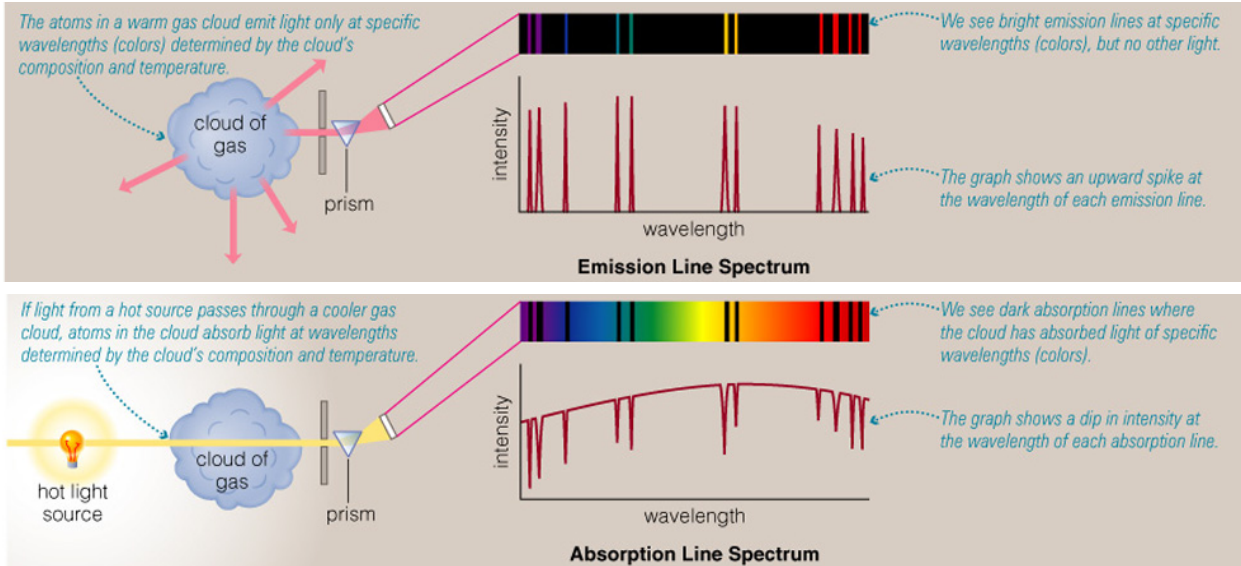 The atoms in a warm gas cloud emit light only at specific
wavelengths (colors) determined by the cloud's
composition and temperature.
cloud of
gas
prism
intensity
wavelength
Emission Line Spectrum
We see bright emission lines at specific
wavelengths (colors), but no other light.
The graph shows an upward spike at
the wavelength of each emission line.
If light from a hot source passes through a cooler gas
cloud, atoms in the cloud absorb light at wavelengths
determined by the cloud's composition and temperature.
hot light
source
cloud of
gas
prism
intensity
wavelength
Absorption Line Spectrum
We see dark absorption lines where
the cloud has absorbed light of specific
wavelengths (colors).
The graph shows a dip in intensity at
the wavelength of each absorption line.